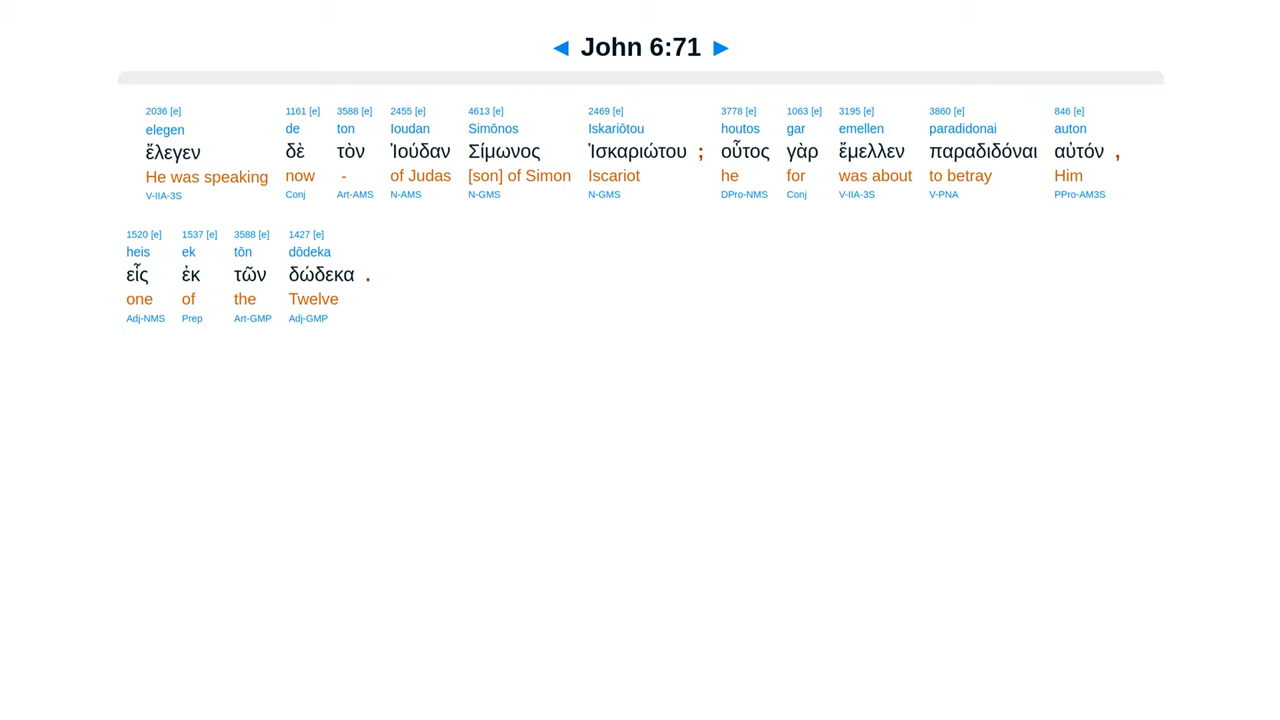 ◄ John 6:71 ►
2036 [e] 1161 [e] 3588 [e] 2455 [e] 4613 [e] 2469 [e] 3778 [e] 1063 [e] 3195 [e] 3860 [e] 846 [e]
elegen de ton Ioudan Simōnos Iskariōtou houtos gar emellen paradidonai auton
ἔλεγεν δὲ τὸν Ἰούδαν Σίμωνος Ἰσκαριώτου ; οὗτος γὰρ ἔμελλεν παραδιδόναι αὐτόν ,
He was speaking now - of Judas [son] of Simon Iscariot he for was about to betray Him
V-IIA-3S Conj Art-AMS N-AMS N-GMS N-GMS DPro-NMS Conj V-IIA-3S V-PNA PPro-AM3S
1520 [e] 1537 [e] 3588 [e] 1427 [e]
heis ek tōn dōdeka
εἷς ἐκ τῶν δώδεκα .
one of the Twelve
Adj-NMS Prep Art-GMP Adj-GMP